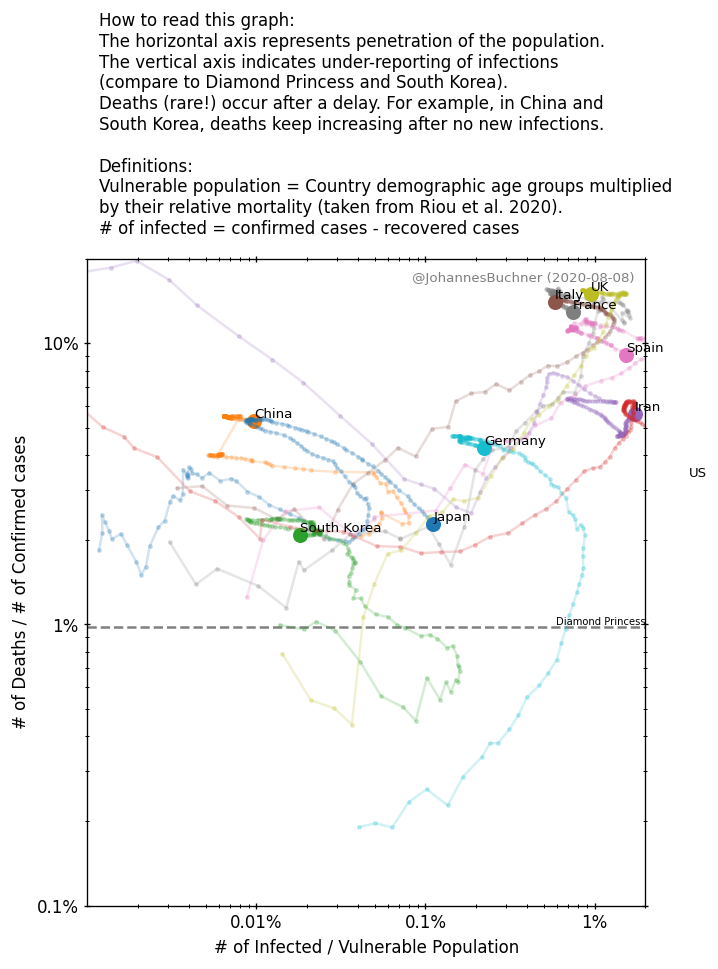 How to read this graph:
The horizontal axis represents penetration of the population.
The vertical axis indicates under-reporting of infections
(compare to Diamond Princess and South Korea).
Deaths (rare!) occur after a delay. For example, in China and
South Korea, deaths keep increasing after no new infections.
Definitions:
Vulnerable population = Country demographic age groups multiplied
by their relative mortality (taken from Riou et al. 2020).
# of infected = confirmed cases - recovered cases
@JohannesBuchner (2020-08-08)
UK
Italy
France
10%
Spain
China
Iran
Germany
US
Japan
South Korea
Diamond Princess
1%
0.1%
# of Deaths / # of Confirmed cases
0.01%
0.1%
1%
# of Infected / Vulnerable Population